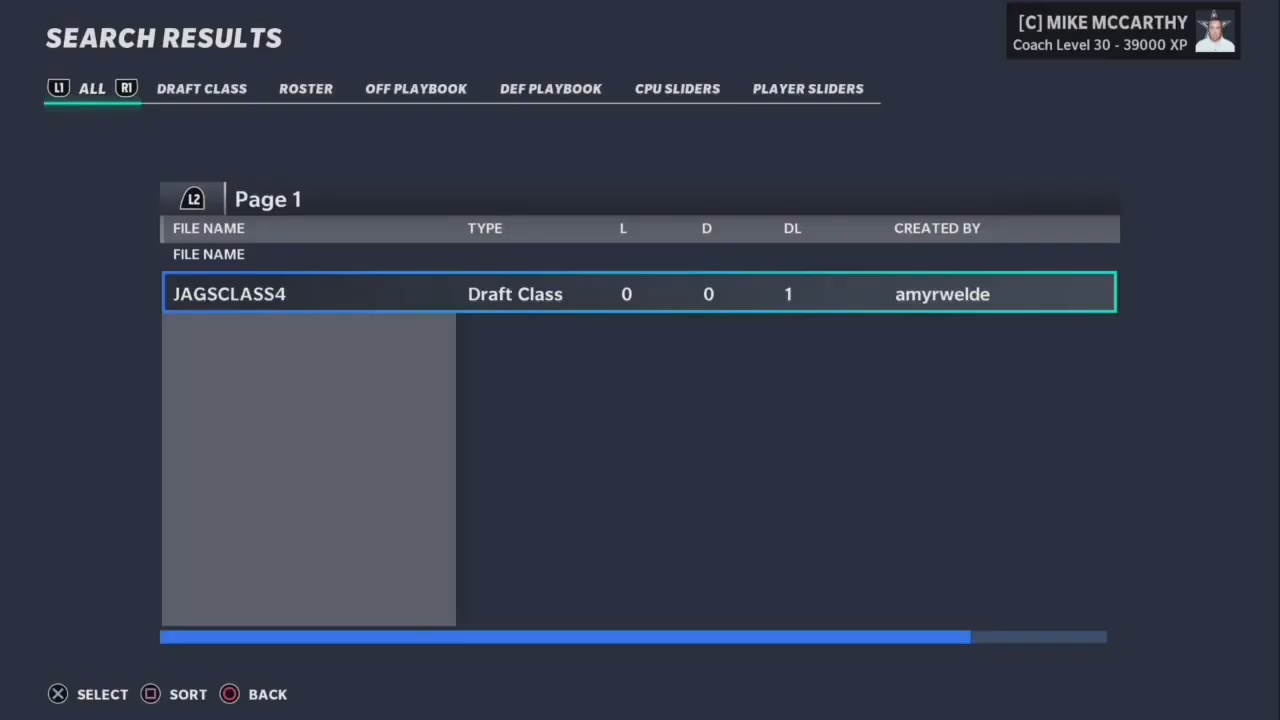 SEARCH RESULTS
[C] MIKE MCCARTHY
Coach Level 30 - 39000 XP
L1 ALL R1 DRAFT CLASS ROSTER OFF PLAYBOOK DEF PLAYBOOK CPU SLIDERS PLAYER SLIDERS
L2 Page 1
FILE NAME TYPE L D DL CREATED BY
FILE NAME
JAGSCLASS4 Draft Class 0 0 1 amyrwelde
SELECT SORT BACK